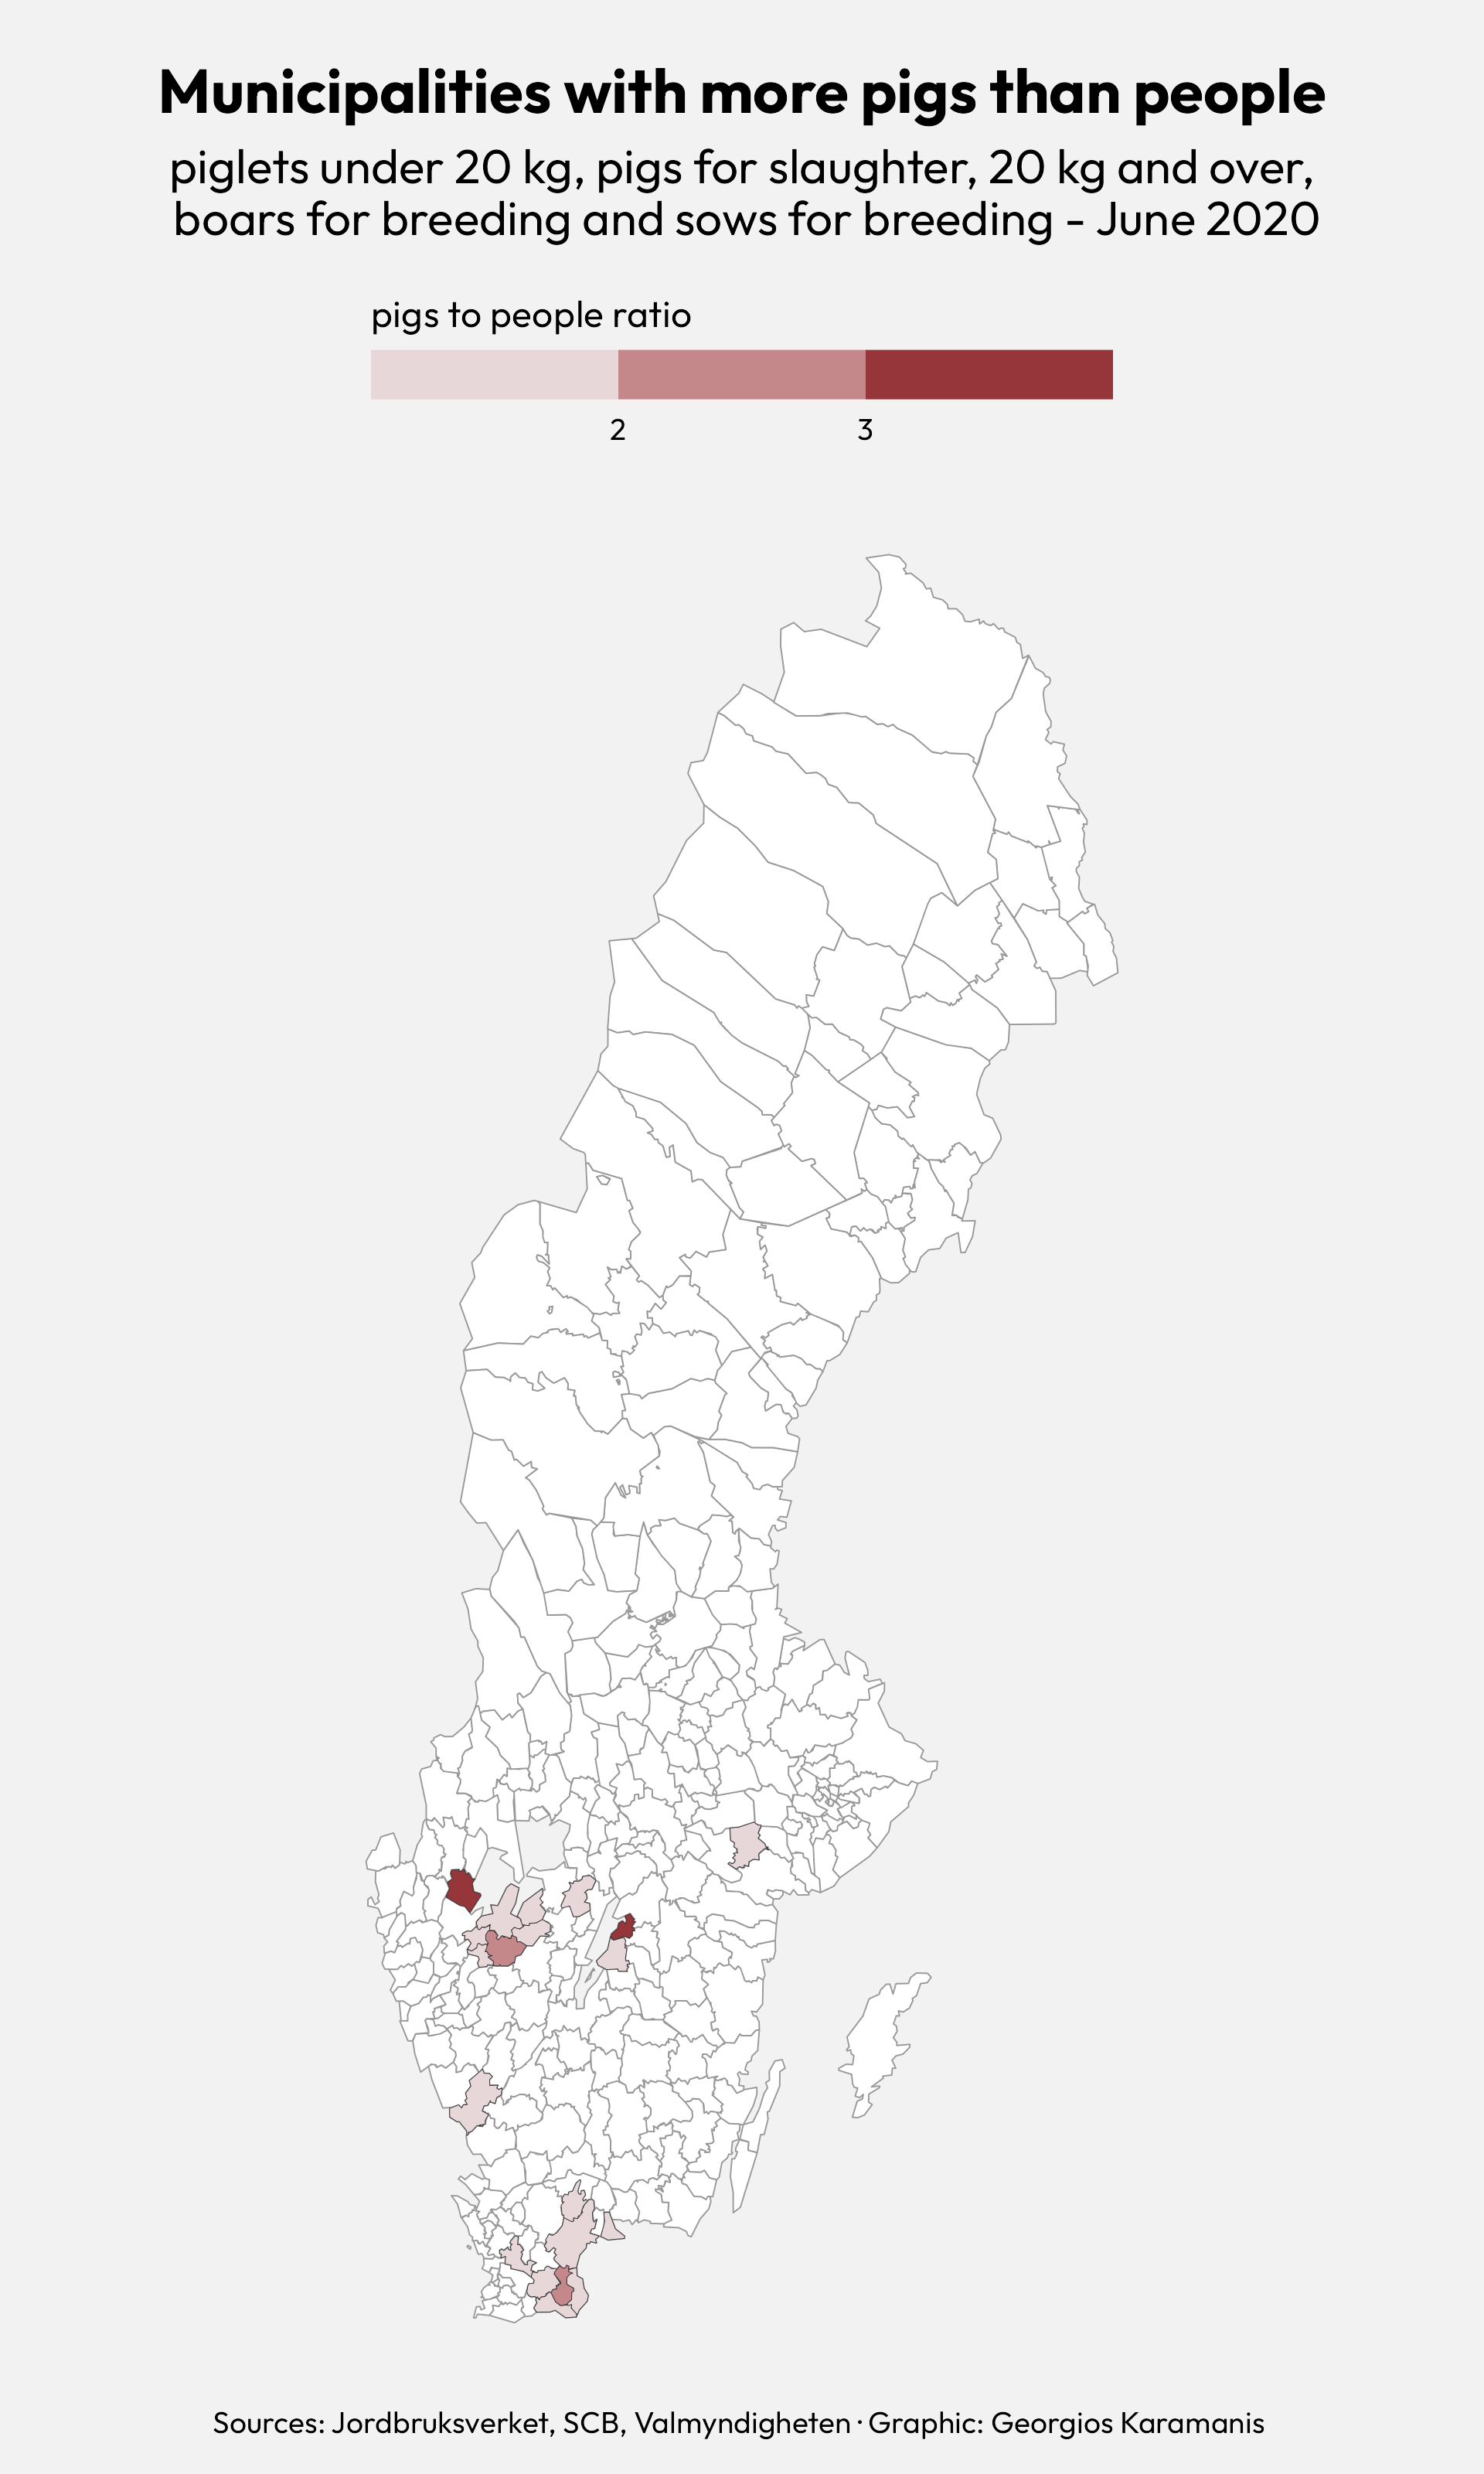 Municipalities with more pigs than people
piglets under 20 kg, pigs for slaughter, 20 kg and over,
boars for breeding and sows for breeding - June 2020
pigs to people ratio
2 3
Sources: Jordbruksverket, SCB, Valmyndigheten · Graphic: Georgios Karamanis